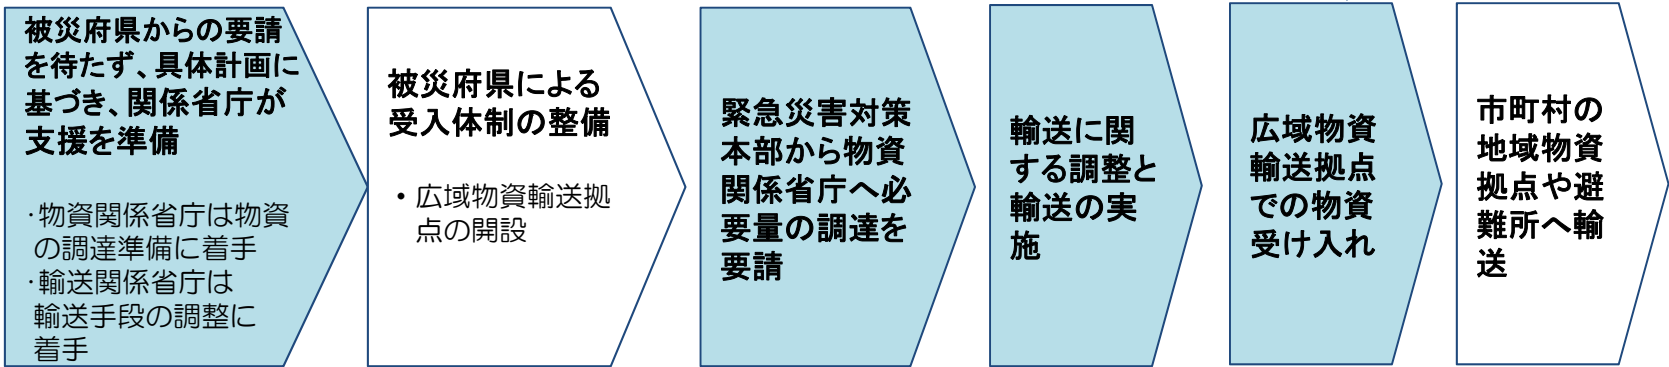 被災府県からの要請
を待たず、具体計画に
基づき、関係省庁が
支援を準備
・物資関係省庁は物資
の調達準備に着手
・輸送関係省庁は
輸送手段の調整に
着手
被災府県による
受入体制の整備
・広域物資輸送拠
点の開設
緊急災害対策
本部から物資
関係省庁へ必
要量の調達を
要請
輸送に関
する調整と
輸送の実
施
広域物資
輸送拠点
での物資
受け入れ
市町村の
地域物資
拠点や避
難所へ輸
送